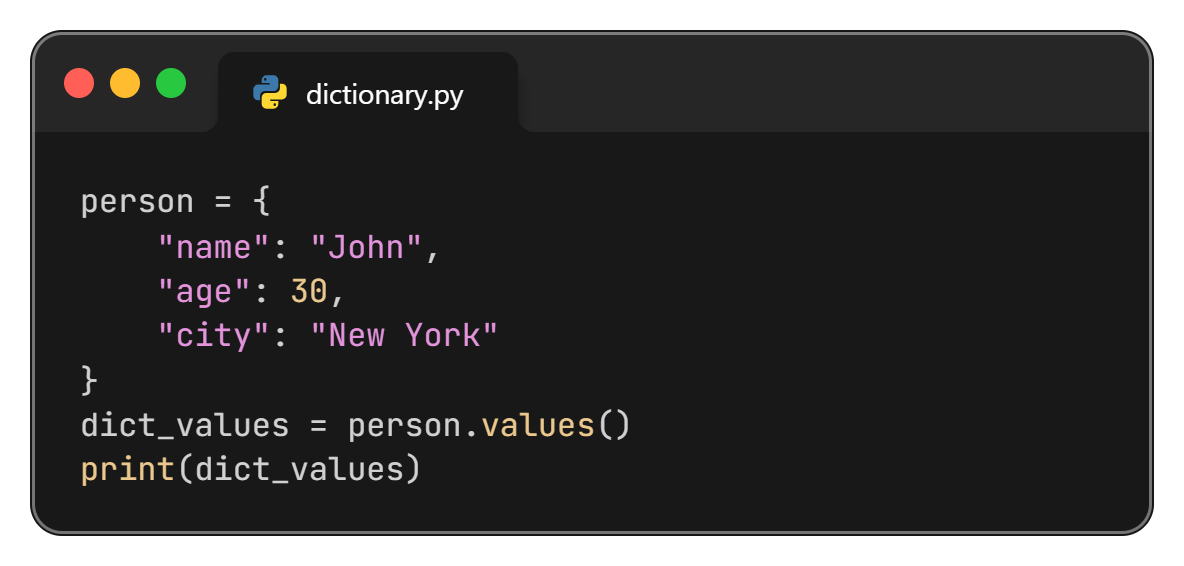 dictionary.py
person = {
    "name": "John",
    "age": 30,
    "city": "New York"
}
dict_values = person.values()
print(dict_values)